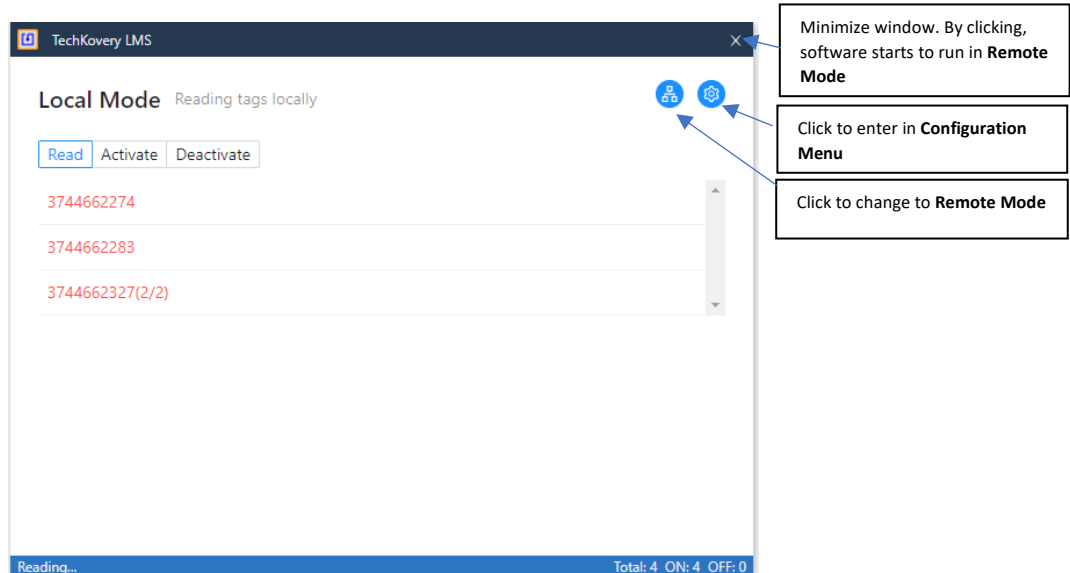 TechKovery LMS
Minimize window. By clicking,
software starts to run in Remote
Mode
Local Mode Reading tags locally
Click to enter in Configuration
Menu
Read Activate Deactivate
Click to change to Remote Mode
3744662274
3744662283
3744662327(2/2)
Reading... Total: 4 ON: 4 OFF: 0